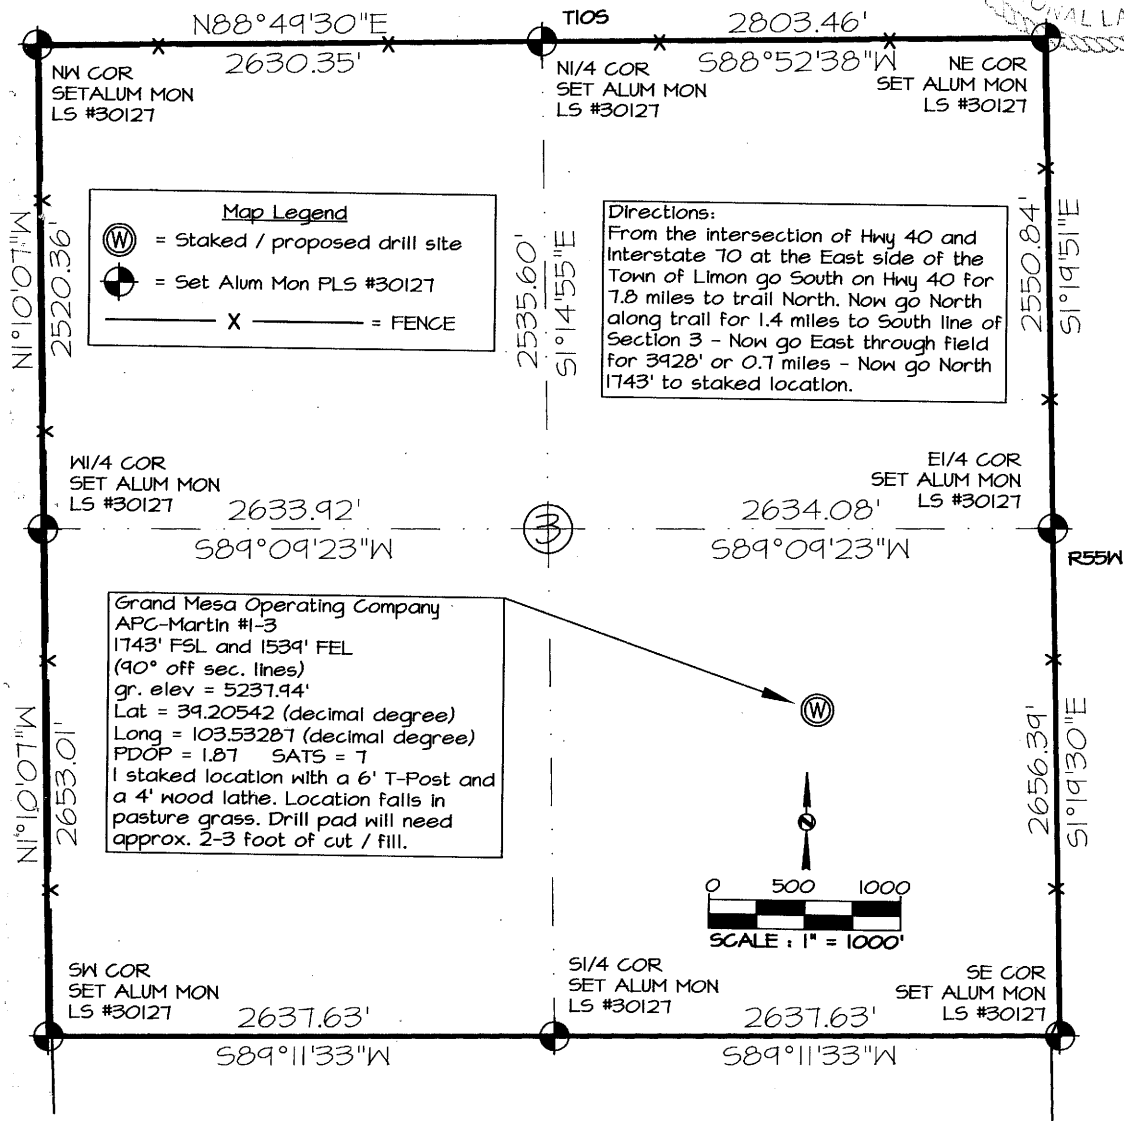 T10S
ONAL LA
N88°49'30"E
2630.35'
2803.46'
S88°52'38"W
NW COR
SETALUM MON
LS #30127
N1/4 COR
SET ALUM MON
LS #30127
NE COR
SET ALUM MON
LS #30127
Map Legend
W = Staked / proposed drill site
= Set Alum Mon PLS #30127
X = FENCE
N1°01'07"W
2520.36'
2535.60'
S1°14'55"E
Directions:
From the intersection of Hwy 40 and
Interstate 70 at the East side of the
Town of Limon go South on Hwy 40 for
7.8 miles to trail North. Now go North
along trail for 1.4 miles to South line of
Section 3 - Now go East through field
for 3928' or 0.7 miles - Now go North
1743' to staked location.
2550.84'
S1°19'51"E
W1/4 COR
SET ALUM MON
LS #30127
E1/4 COR
SET ALUM MON
LS #30127
2633.92'
S89°09'23"W
3
2634.08'
S89°09'23"W
R55W
Grand Mesa Operating Company
APC-Martin #1-3
1743' FSL and 1539' FEL
(90° off sec. lines)
gr. elev = 5237.94'
Lat = 39.20542 (decimal degree)
Long = 103.53287 (decimal degree)
PDOP = 1.87 SATS = 7
I staked location with a 6' T-Post and
a 4' wood lathe. Location falls in
pasture grass. Drill pad will need
approx. 2-3 foot of cut / fill.
W
N1°01'07"W
2653.01'
2656.39'
S1°19'30"E
N
0 500 1000
SCALE : 1" = 1000'
SW COR
SET ALUM MON
LS #30127
S1/4 COR
SET ALUM MON
LS #30127
SE COR
SET ALUM MON
LS #30127
2637.63'
S89°11'33"W
2637.63'
S89°11'33"W